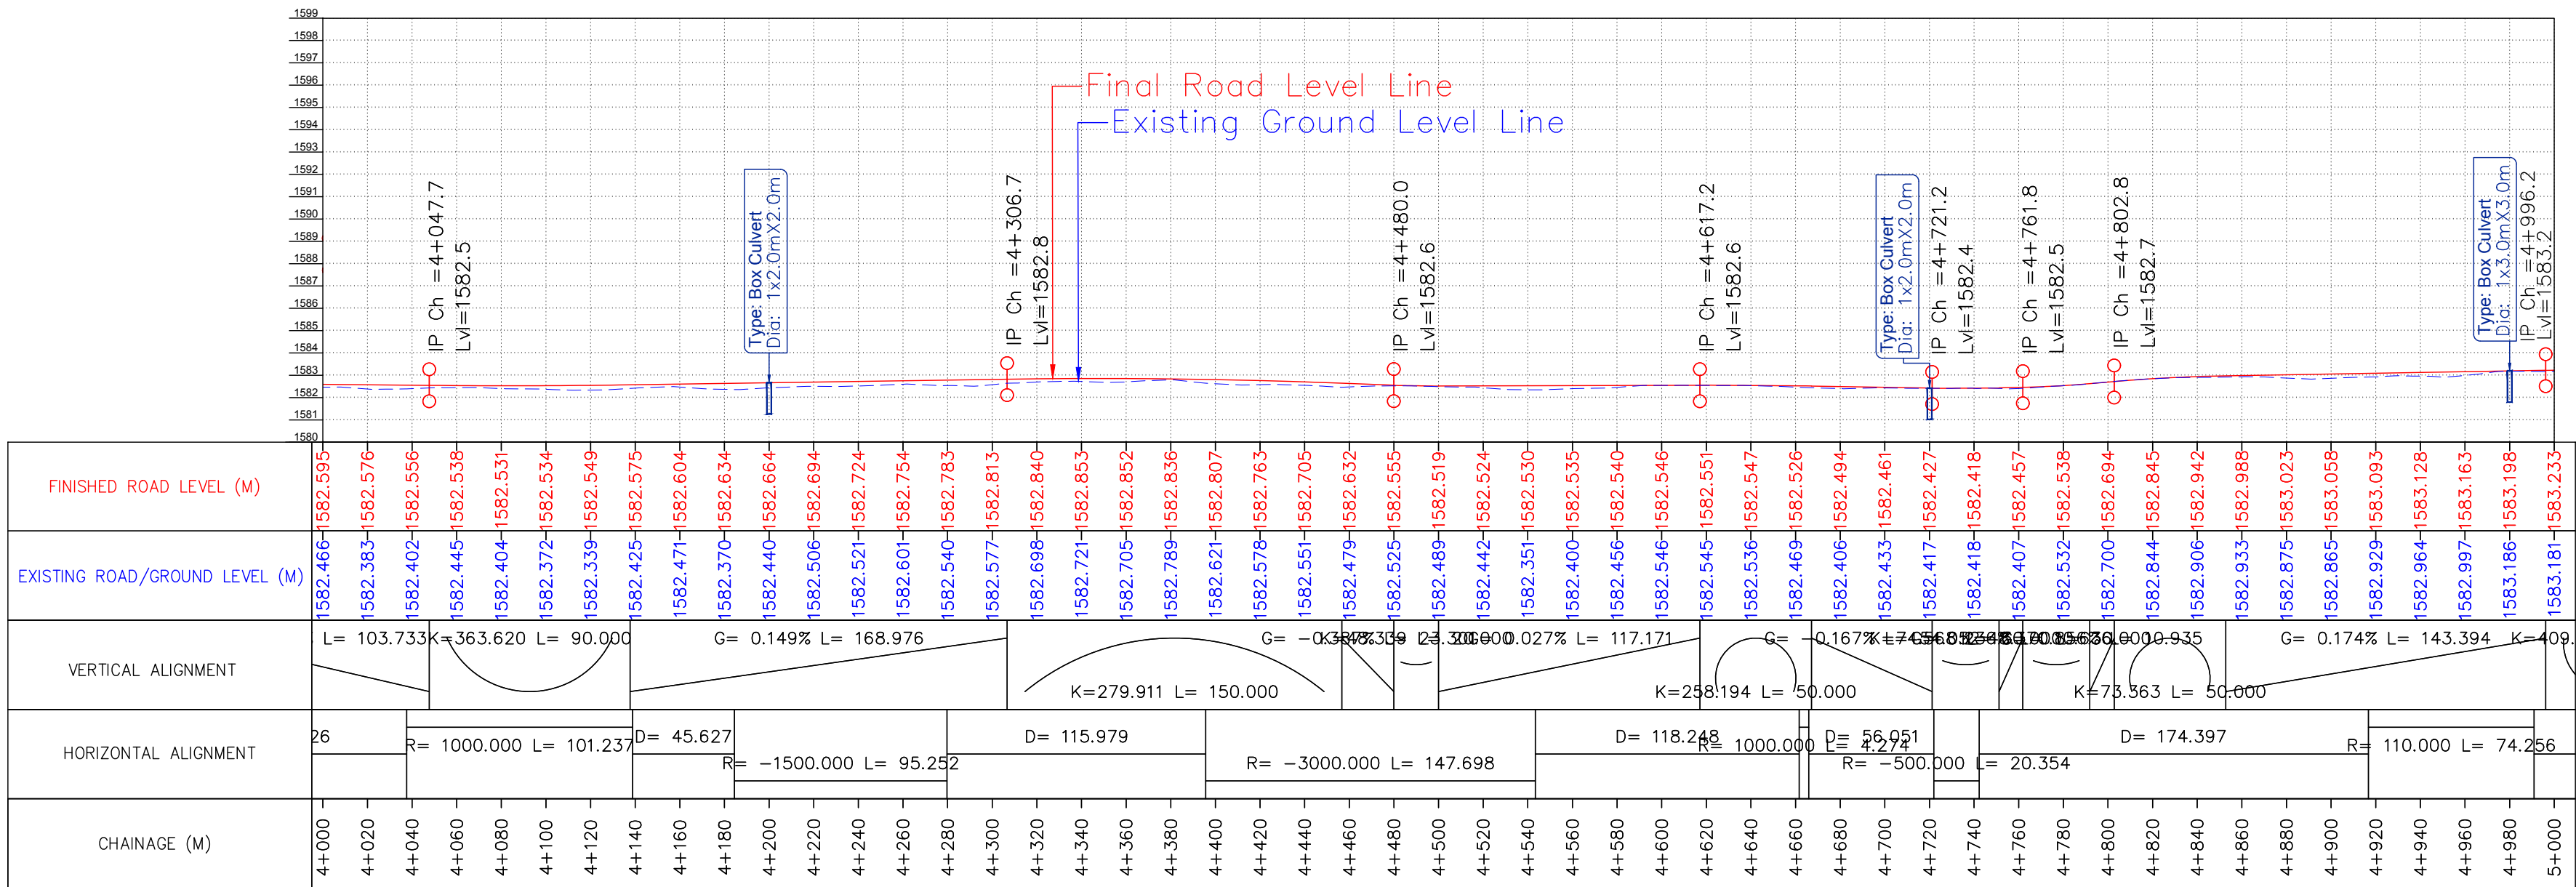 1599
1598
1597
1596
1595
1594
1593
1592
1591
1590
1589
1588
1587
1586
1585
1584
1583
1582
1581
1580
Final Road Level Line
Existing Ground Level Line
IP Ch =4+047.7
Lvl=1582.5
Type: Box Culvert
Dia: 1x2.0mX2.0m
IP Ch =4+306.7
Lvl=1582.8
IP Ch =4+480.0
Lvl=1582.6
IP Ch =4+617.2
Lvl=1582.6
Type: Box Culvert
Dia: 1x2.0mX2.0m
IP Ch =4+721.2
Lvl=1582.4
IP Ch =4+761.8
Lvl=1582.5
IP Ch =4+802.8
Lvl=1582.7
Type: Box Culvert
Dia: 1x3.0mX3.0m
IP Ch =4+996.2
Lvl=1583.2
FINISHED ROAD LEVEL (M)
1582.595 1582.576 1582.556 1582.538 1582.531 1582.534 1582.549 1582.575 1582.604 1582.634 1582.664 1582.694 1582.724 1582.754 1582.783 1582.813 1582.840 1582.853 1582.852 1582.836 1582.807 1582.763 1582.705 1582.632 1582.555 1582.519 1582.524 1582.530 1582.535 1582.540 1582.546 1582.551 1582.547 1582.526 1582.494 1582.461 1582.427 1582.418 1582.457 1582.538 1582.694 1582.845 1582.942 1582.988 1583.023 1583.058 1583.093 1583.128 1583.163 1583.198 1583.233
EXISTING ROAD/GROUND LEVEL (M)
1582.466 1582.383 1582.402 1582.445 1582.404 1582.372 1582.339 1582.425 1582.471 1582.370 1582.440 1582.506 1582.521 1582.601 1582.540 1582.577 1582.698 1582.721 1582.705 1582.789 1582.621 1582.578 1582.551 1582.479 1582.525 1582.489 1582.442 1582.351 1582.400 1582.456 1582.546 1582.545 1582.536 1582.469 1582.406 1582.433 1582.417 1582.418 1582.407 1582.532 1582.700 1582.844 1582.906 1582.933 1582.875 1582.865 1582.929 1582.964 1582.997 1583.186 1583.181
VERTICAL ALIGNMENT
L= 103.733 K=363.620 L= 90.000 G= 0.149% L= 168.976 0.027% L= 117.171 G= -0.167% G= 0.174% L= 143.394 K=409.
K=279.911 L= 150.000 K=258.194 L= 50.000 K=73.363 L= 50.000
HORIZONTAL ALIGNMENT
26 R= 1000.000 L= 101.237 D= 45.627 R= -1500.000 L= 95.252 D= 115.979 R= -3000.000 L= 147.698 D= 118.248 R= 1000.000 L= 4.274 D= 56.051 R= -500.000 L= 20.354 D= 174.397 R= 110.000 L= 74.256
CHAINAGE (M)
4+000 4+020 4+040 4+060 4+080 4+100 4+120 4+140 4+160 4+180 4+200 4+220 4+240 4+260 4+280 4+300 4+320 4+340 4+360 4+380 4+400 4+420 4+440 4+460 4+480 4+500 4+520 4+540 4+560 4+580 4+600 4+620 4+640 4+660 4+680 4+700 4+720 4+740 4+760 4+780 4+800 4+820 4+840 4+860 4+880 4+900 4+920 4+940 4+960 4+980 5+000